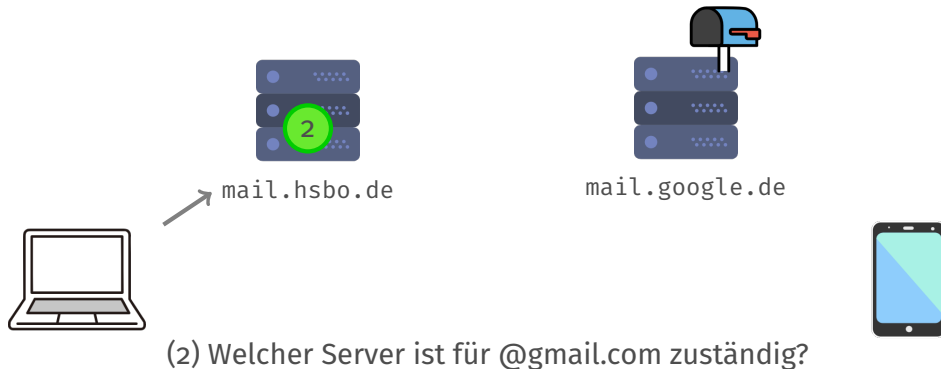 2
mail.hsbo.de
mail.google.de
(2) Welcher Server ist für @gmail.com zuständig?